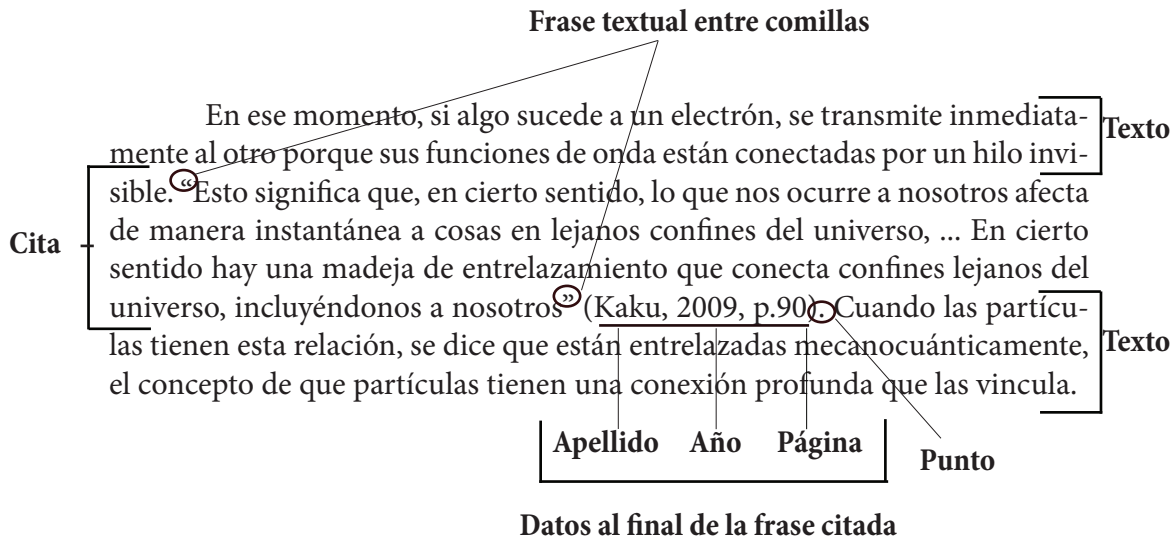 Frase textual entre comillas
En ese momento, si algo sucede a un electrón, se transmite inmediata-
mente al otro porque sus funciones de onda están conectadas por un hilo invi-
sible. “Esto significa que, en cierto sentido, lo que nos ocurre a nosotros afecta
de manera instantánea a cosas en lejanos confines del universo, ... En cierto
sentido hay una madeja de entrelazamiento que conecta confines lejanos del
universo, incluyéndonos a nosotros” (Kaku, 2009, p.90). Cuando las partícu-
las tienen esta relación, se dice que están entrelazadas mecanocuánticamente,
el concepto de que partículas tienen una conexión profunda que las vincula.
Texto
Cita
Texto
Apellido Año Página
Punto
Datos al final de la frase citada